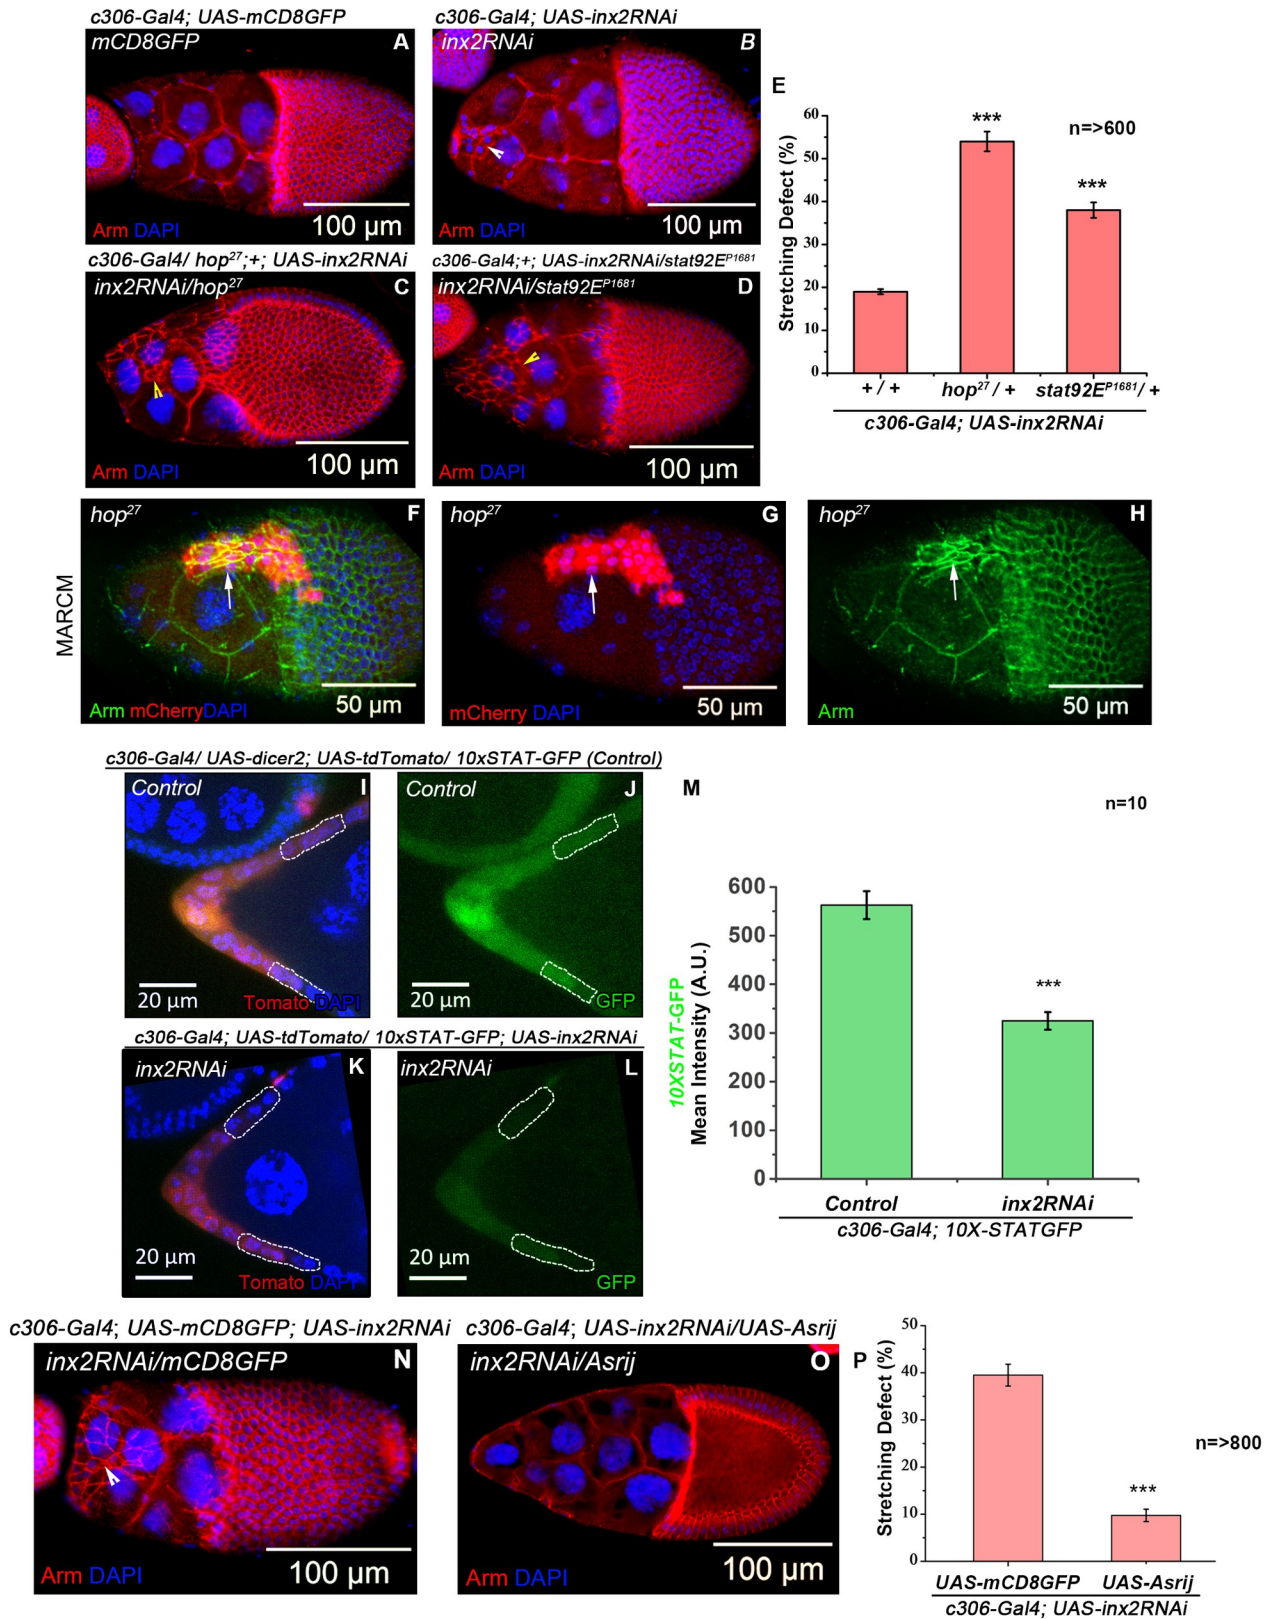 c306-Gal4; UAS-mCD8GFP
mCD8GFP
A
Arm DAPI
100 µm
c306-Gal4; UAS-inx2RNAi
inx2RNAi
B
Arm DAPI
100 µm
c306-Gal4/ hop27;+; UAS-inx2RNAi
inx2RNAi/hop27
C
Arm DAPI
100 µm
c306-Gal4;+; UAS-inx2RNAi/stat92EP1681
inx2RNAi/stat92EP1681
D
Arm DAPI
100 µm
E
Stretching Defect (%)
60
50
40
30
20
10
0
***
***
n=>600
+ / +
hop27 / +
stat92EP1681/ +
c306-Gal4; UAS-inx2RNAi
MARCM
hop27
F
Arm mCherryDAPI
50 µm
hop27
G
mCherry DAPI
50 µm
hop27
H
Arm
50 µm
c306-Gal4/ UAS-dicer2; UAS-tdTomato/ 10xSTAT-GFP (Control)
Control
I
20 µm
Tomato DAPI
Control
J
20 µm
GFP
c306-Gal4; UAS-tdTomato/ 10xSTAT-GFP; UAS-inx2RNAi
inx2RNAi
K
20 µm
Tomato DAPI
inx2RNAi
L
20 µm
GFP
M
n=10
10XSTAT-GFP
Mean Intensity (A.U.)
600
500
400
300
200
100
0
***
Control
inx2RNAi
c306-Gal4; 10X-STATGFP
c306-Gal4; UAS-mCD8GFP; UAS-inx2RNAi
inx2RNAi/mCD8GFP
N
Arm DAPI
100 µm
c306-Gal4; UAS-inx2RNAi/UAS-Asrij
inx2RNAi/Asrij
O
Arm DAPI
100 µm
P
Stretching Defect (%)
50
40
30
20
10
0
***
n=>800
UAS-mCD8GFP
UAS-Asrij
c306-Gal4; UAS-inx2RNAi